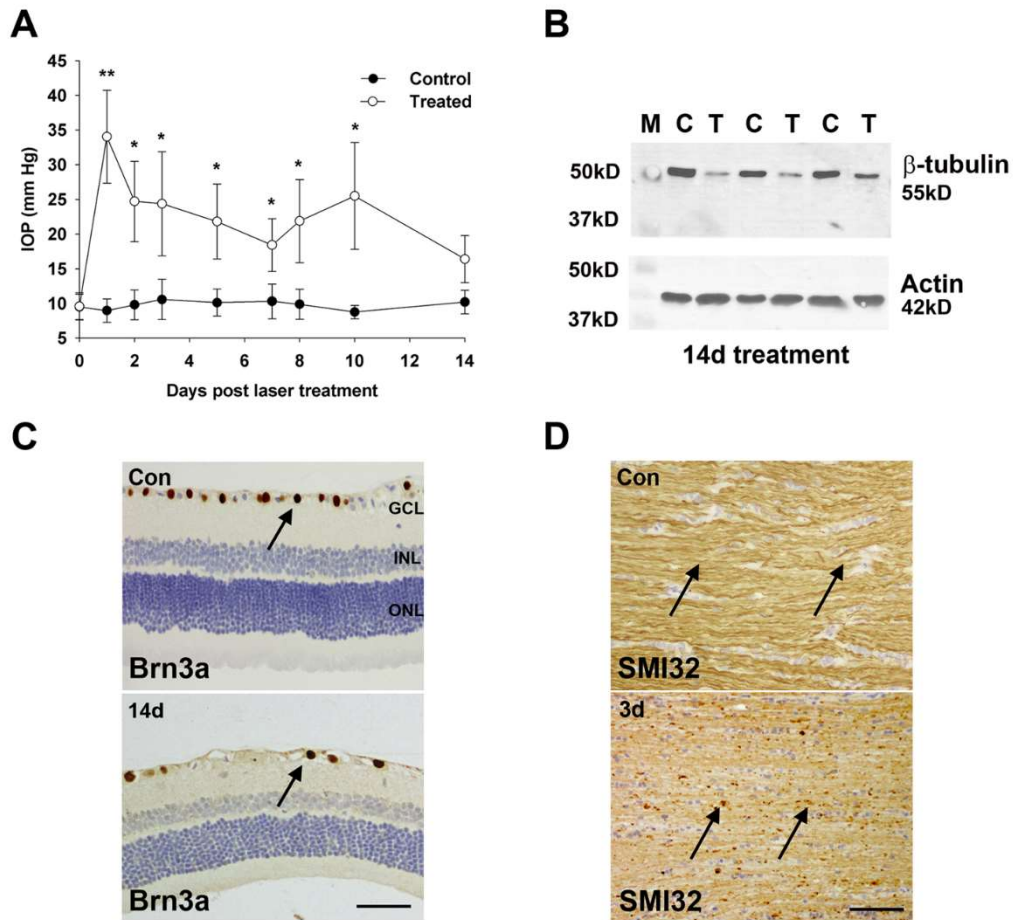 A
45
40
35
30
25
20
15
10
5
IOP (mm Hg)
**
*
*
*
*
*
*
Control
Treated
0 2 4 6 8 10 12 14
Days post laser treatment
B
M C T C T C T
50kD
37kD
β-tubulin
55kD
50kD
37kD
Actin
42kD
14d treatment
C
Con
GCL
INL
ONL
Brn3a
14d
Brn3a
D
Con
SMI32
3d
SMI32